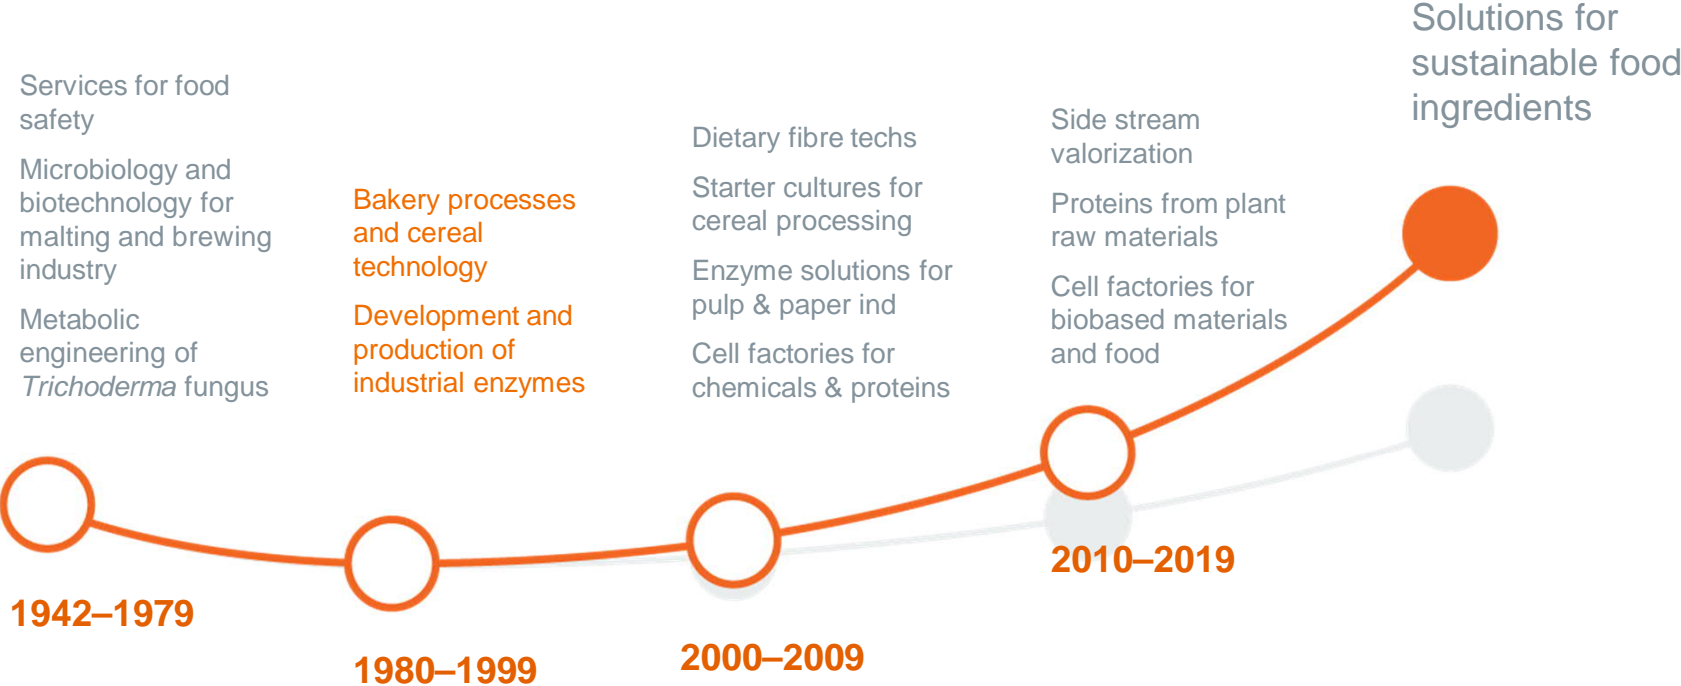 Services for food
safety
Microbiology and
biotechnology for
malting and brewing
industry
Metabolic
engineering of
Trichoderma fungus
1942–1979
Bakery processes
and cereal
technology
Development and
production of
industrial enzymes
1980–1999
Dietary fibre techs
Starter cultures for
cereal processing
Enzyme solutions for
pulp & paper ind
Cell factories for
chemicals & proteins
2000–2009
Side stream
valorization
Proteins from plant
raw materials
Cell factories for
biobased materials
and food
2010–2019
Solutions for
sustainable food
ingredients